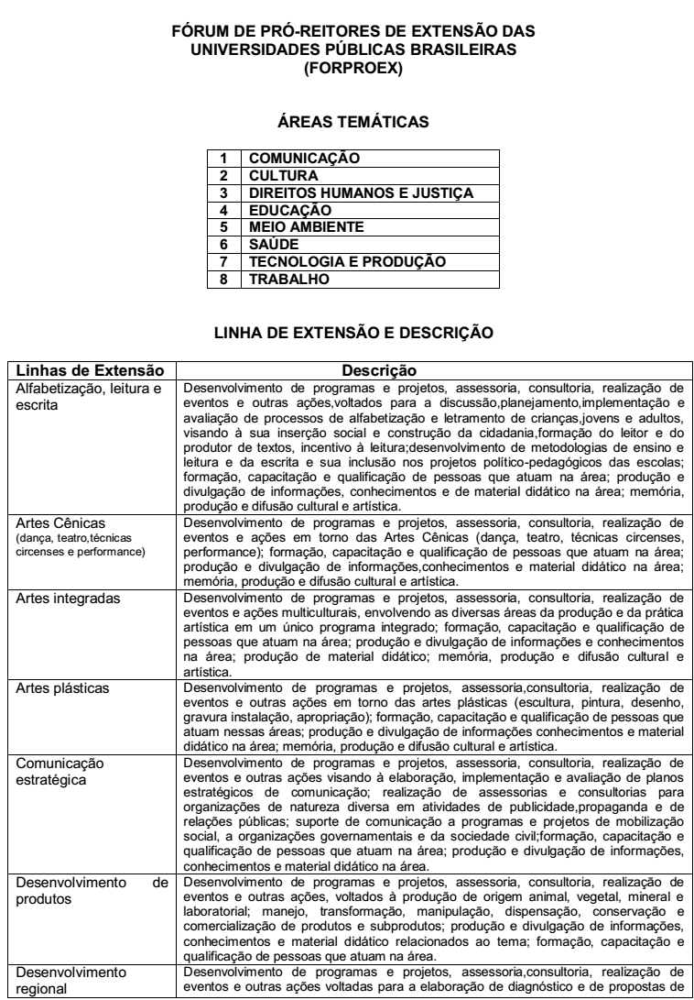 FÓRUM DE PRÓ-REITORES DE EXTENSÃO DAS
UNIVERSIDADES PÚBLICAS BRASILEIRAS
(FORPROEX)
ÁREAS TEMÁTICAS
1 COMUNICAÇÃO
2 CULTURA
3 DIREITOS HUMANOS E JUSTIÇA
4 EDUCAÇÃO
5 MEIO AMBIENTE
6 SAÚDE
7 TECNOLOGIA E PRODUÇÃO
8 TRABALHO
LINHA DE EXTENSÃO E DESCRIÇÃO
Linhas de Extensão Descrição
Alfabetização, leitura e
escrita
Desenvolvimento de programas e projetos, assessoria, consultoria, realização de
eventos e outras ações,voltados para a discussão,planejamento,implementação e
avaliação de processos de alfabetização e letramento de crianças,jovens e adultos,
visando à sua inserção social e construção da cidadania,formação do leitor e do
produtor de textos, incentivo à leitura;desenvolvimento de metodologias de ensino e
leitura e da escrita e sua inclusão nos projetos político-pedagógicos das escolas;
formação, capacitação e qualificação de pessoas que atuam na área; produção e
divulgação de informações, conhecimentos e de material didático na área; memória,
produção e difusão cultural e artística.
Artes Cênicas
(dança, teatro,técnicas
circenses e performance)
Desenvolvimento de programas e projetos, assessoria, consultoria, realização de
eventos e ações em torno das Artes Cênicas (dança, teatro, técnicas circenses,
performance); formação, capacitação e qualificação de pessoas que atuam na área;
produção e divulgação de informações,conhecimentos e material didático na área;
memória, produção e difusão cultural e artística.
Artes integradas
Desenvolvimento de programas e projetos, assessoria, consultoria, realização de
eventos e ações multiculturais, envolvendo as diversas áreas da produção e da prática
artística em um único programa integrado; formação, capacitação e qualificação de
pessoas que atuam na área; produção e divulgação de informações e conhecimentos
na área; produção de material didático; memória, produção e difusão cultural e
artística.
Artes plásticas
Desenvolvimento de programas e projetos, assessoria,consultoria, realização de
eventos e outras ações em torno das artes plásticas (escultura, pintura, desenho,
gravura instalação, apropriação); formação, capacitação e qualificação de pessoas que
atuam nessas áreas; produção e divulgação de informações conhecimentos e material
didático na área; memória, produção e difusão cultural e artística.
Comunicação
estratégica
Desenvolvimento de programas e projetos, assessoria, consultoria, realização de
eventos e outras ações visando à elaboração, implementação e avaliação de planos
estratégicos de comunicação; realização de assessorias e consultorias para
organizações de natureza diversa em atividades de publicidade,propaganda e de
relações públicas; suporte de comunicação a programas e projetos de mobilização
social, a organizações governamentais e da sociedade civil;formação, capacitação e
qualificação de pessoas que atuam na área; produção e divulgação de informações,
conhecimentos e material didático na área.
Desenvolvimento de
produtos
Desenvolvimento de programas e projetos, assessoria, consultoria, realização de
eventos e outras ações, voltados à produção de origem animal, vegetal, mineral e
laboratorial; manejo, transformação, manipulação, dispensação, conservação e
comercialização de produtos e subprodutos; produção e divulgação de informações,
conhecimentos e material didático relacionados ao tema; formação, capacitação e
qualificação de pessoas que atuam na área.
Desenvolvimento
regional
Desenvolvimento de programas e projetos, assessoria,consultoria, realização de
eventos e outras ações voltadas para a elaboração de diagnóstico e de propostas de